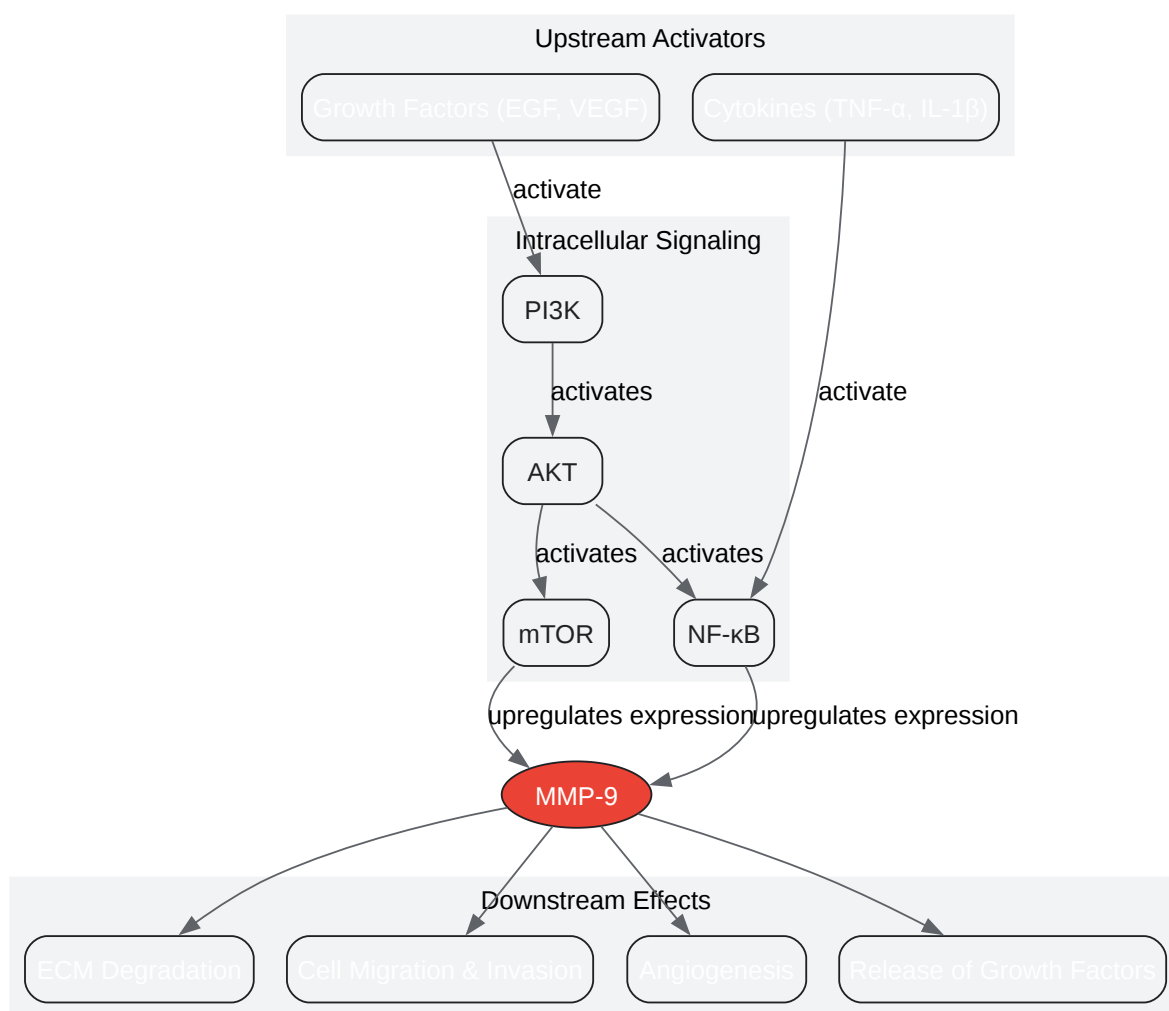 Upstream Activators
Growth Factors (EGF, VEGF)
Cytokines (TNF-α, IL-1β)
activate
Intracellular Signaling
PI3K
activates
activate
AKT
activates
activates
mTOR
NF-κB
upregulates expression
upregulates expression
MMP-9
Downstream Effects
ECM Degradation
Cell Migration & Invasion
Angiogenesis
Release of Growth Factors